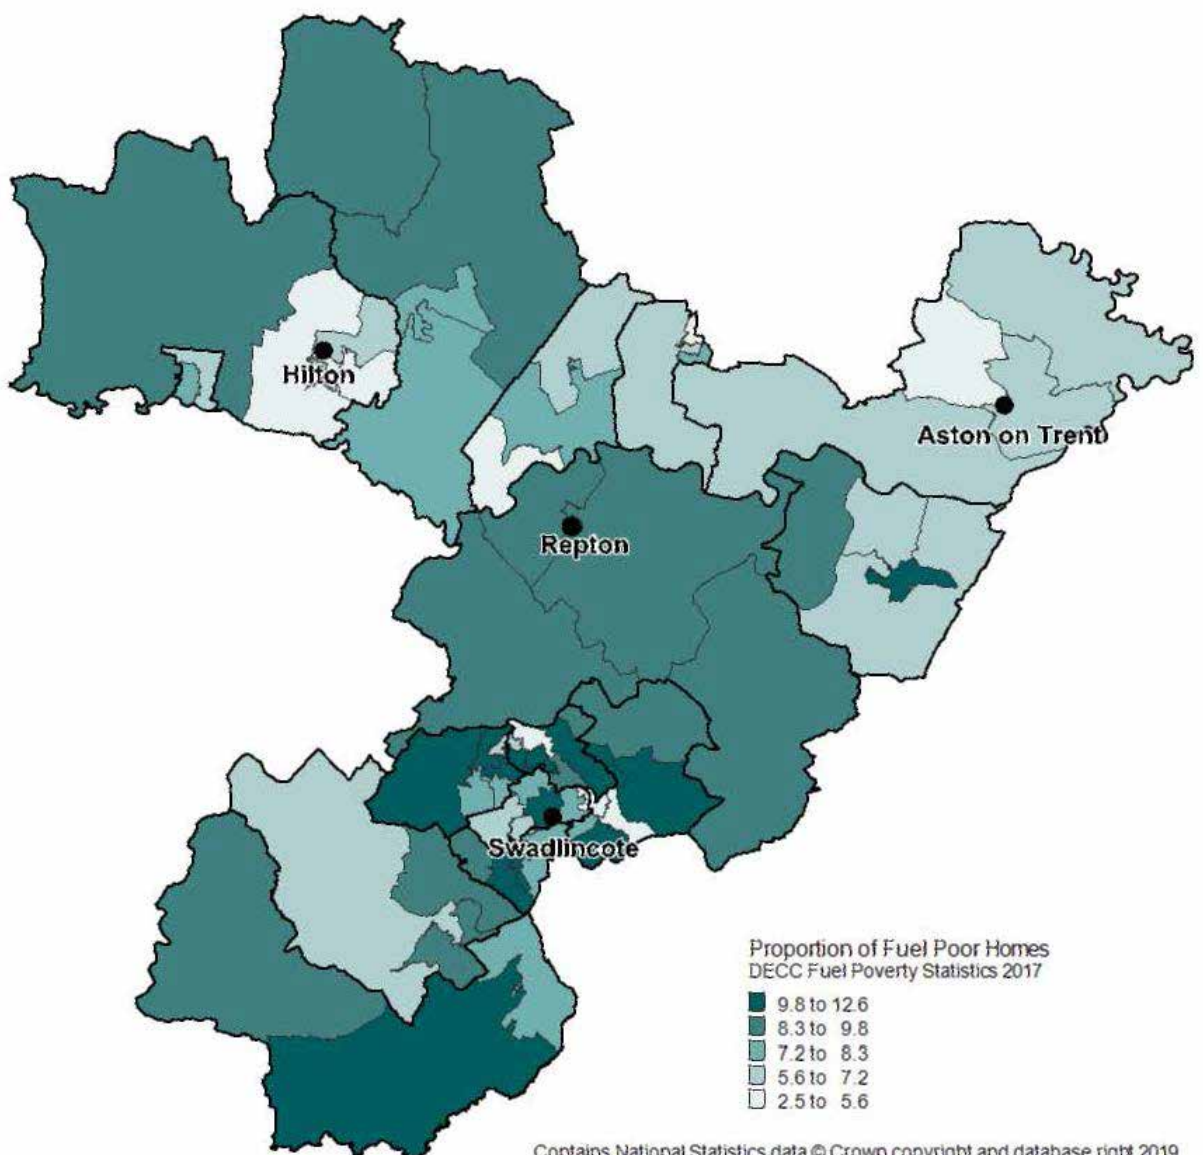 Hilton
Aston on Trent
Repton
Swadlincote
Proportion of Fuel Poor Homes
DECC Fuel Poverty Statistics 2017
9.8 to 12.6
8.3 to 9.8
7.2 to 8.3
5.6 to 7.2
2.5 to 5.6
Contains National Statistics data © Crown copyright and database right 2019